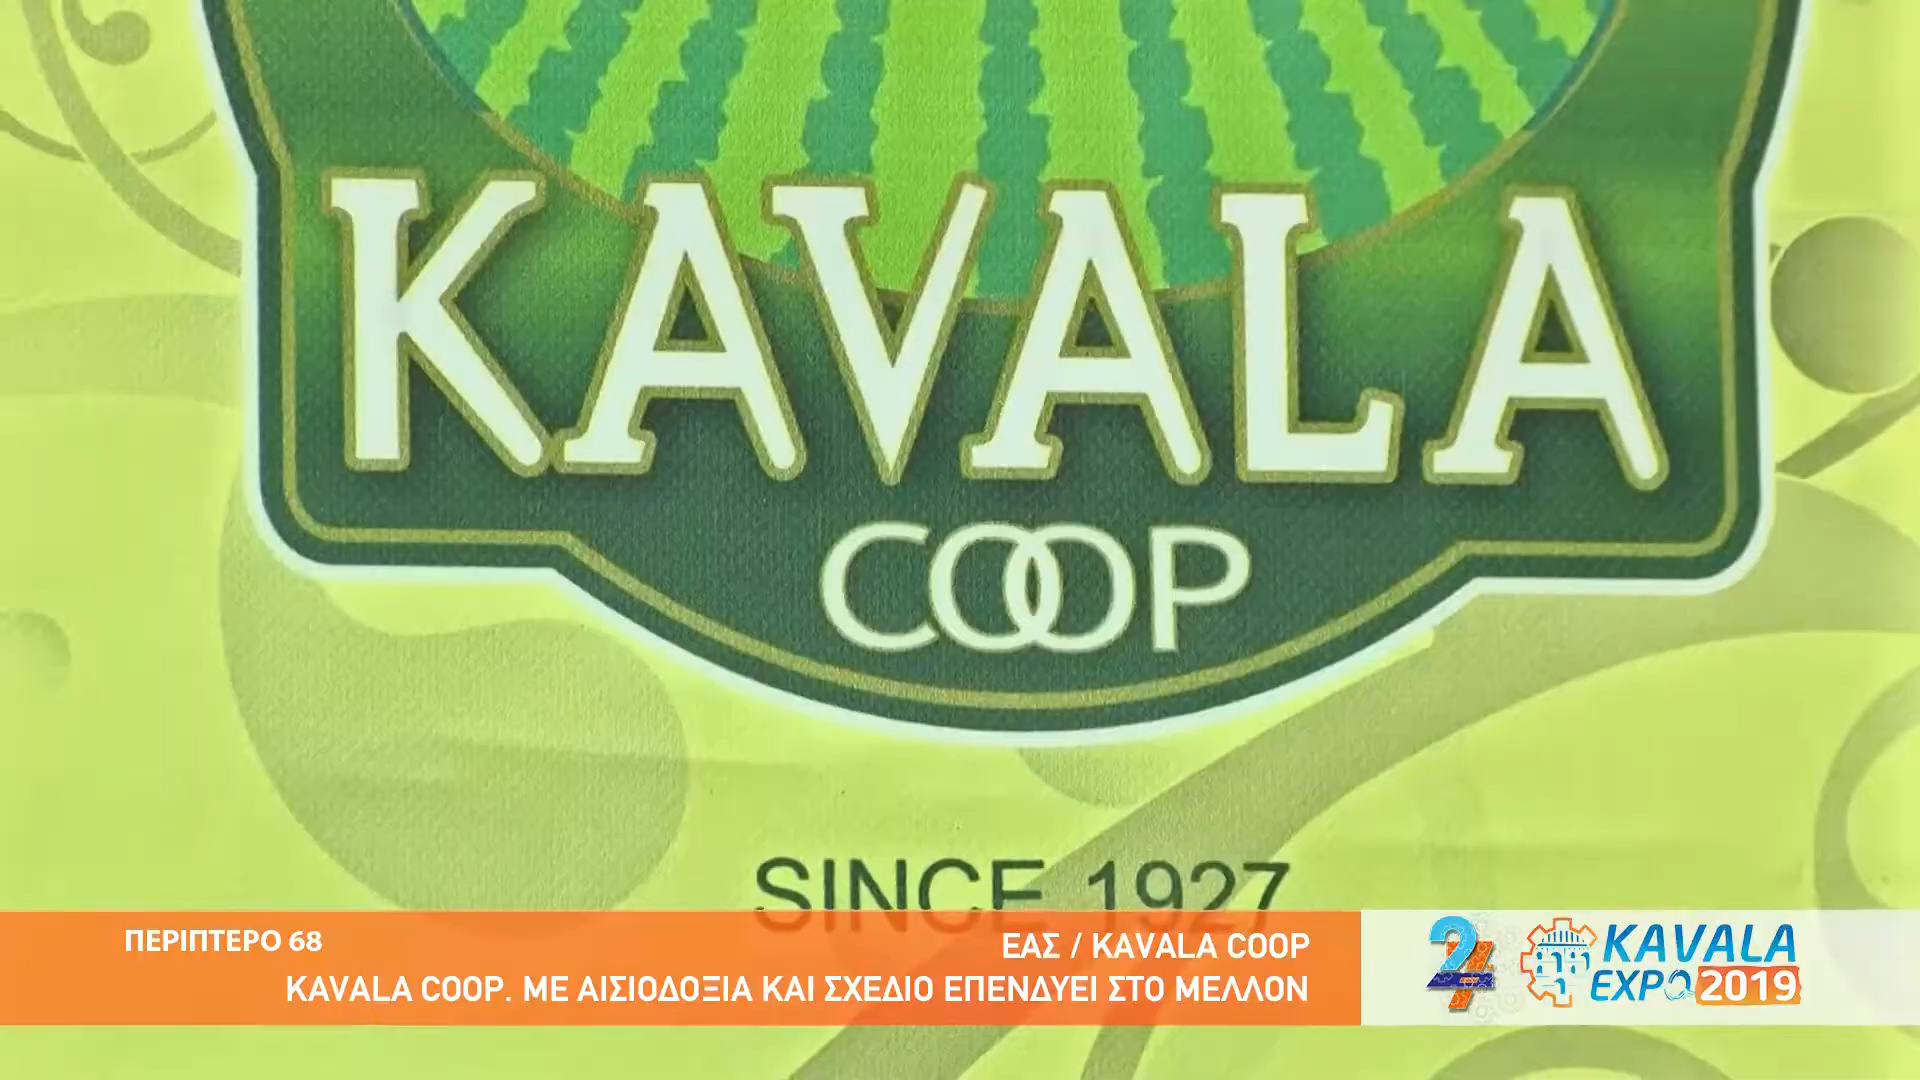 KAVALA
COOP
SINCE 1927
ΠΕΡΙΠΤΕΡΟ 68
ΕΑΣ / KAVALA COOP
KAVALA COOP. ΜΕ ΑΙΣΙΟΔΟΞΙΑ ΚΑΙ ΣΧΕΔΙΟ ΕΠΕΝΔΥΕΙ ΣΤΟ ΜΕΛΛΟΝ
24
KAVALA
EXPO 2019